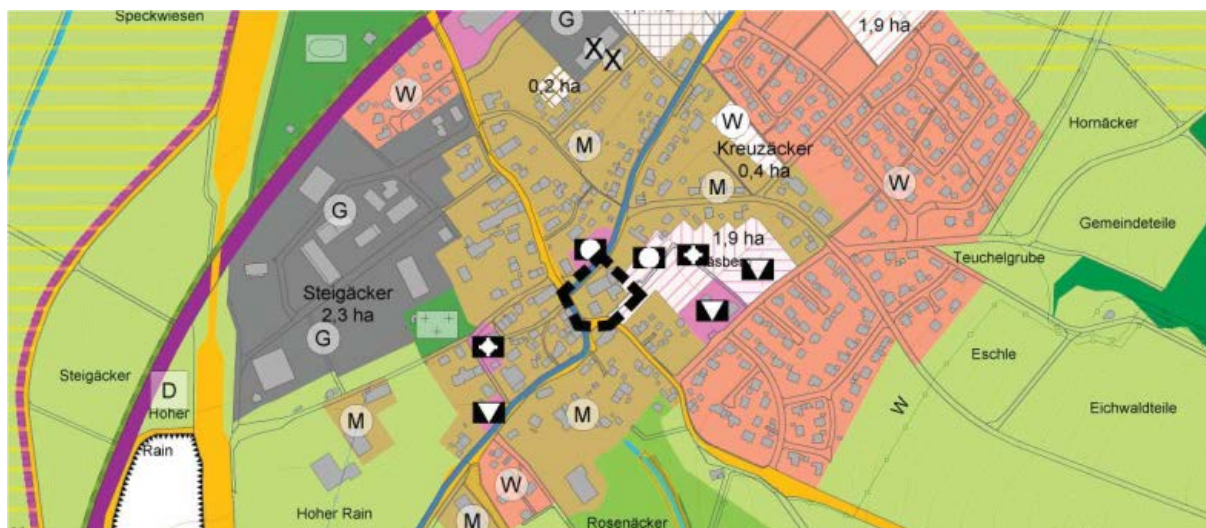 Speckwiesen
G
1,9 ha
X
X
W
0,2 ha
Hornäcker
W
M
Kreuzäcker
0,4 ha
W
M
G
Gemeindeteile
1,9 ha
Teuchelgrube
Steigäcker
2,3 ha
G
Eschle
Steigäcker
D
Hoher
Rain
M
M
W
Eichwaldteile
W
Hoher Rain
M
Rosenäcker